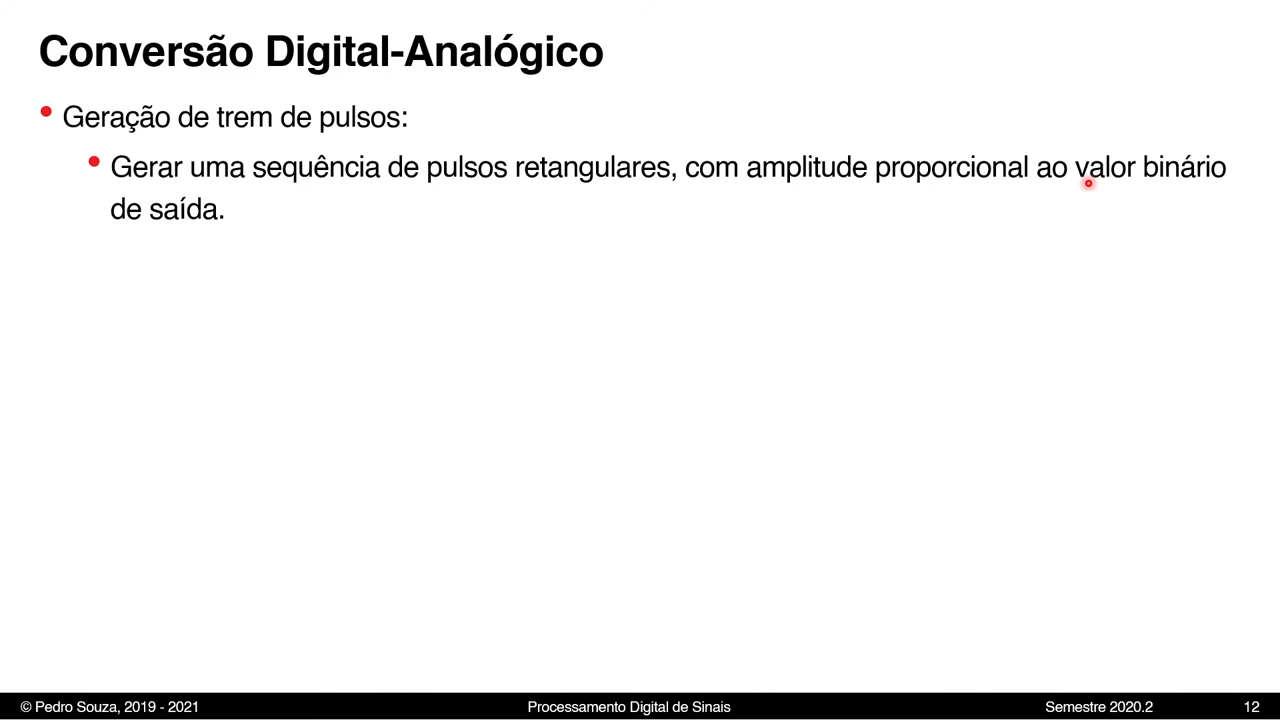 Conversão Digital-Analógico
• Geração de trem de pulsos:
• Gerar uma sequência de pulsos retangulares, com amplitude proporcional ao valor binário
de saída.
© Pedro Souza, 2019 - 2021 Processamento Digital de Sinais Semestre 2020.2 12